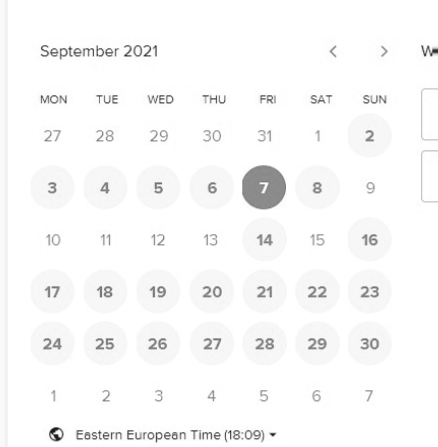 September 2021
MON TUE WED THU FRI SAT SUN
27 28 29 30 31 1 2
3 4 5 6 7 8 9
10 11 12 13 14 15 16
17 18 19 20 21 22 23
24 25 26 27 28 29 30
1 2 3 4 5 6 7
Eastern European Time (18:09)